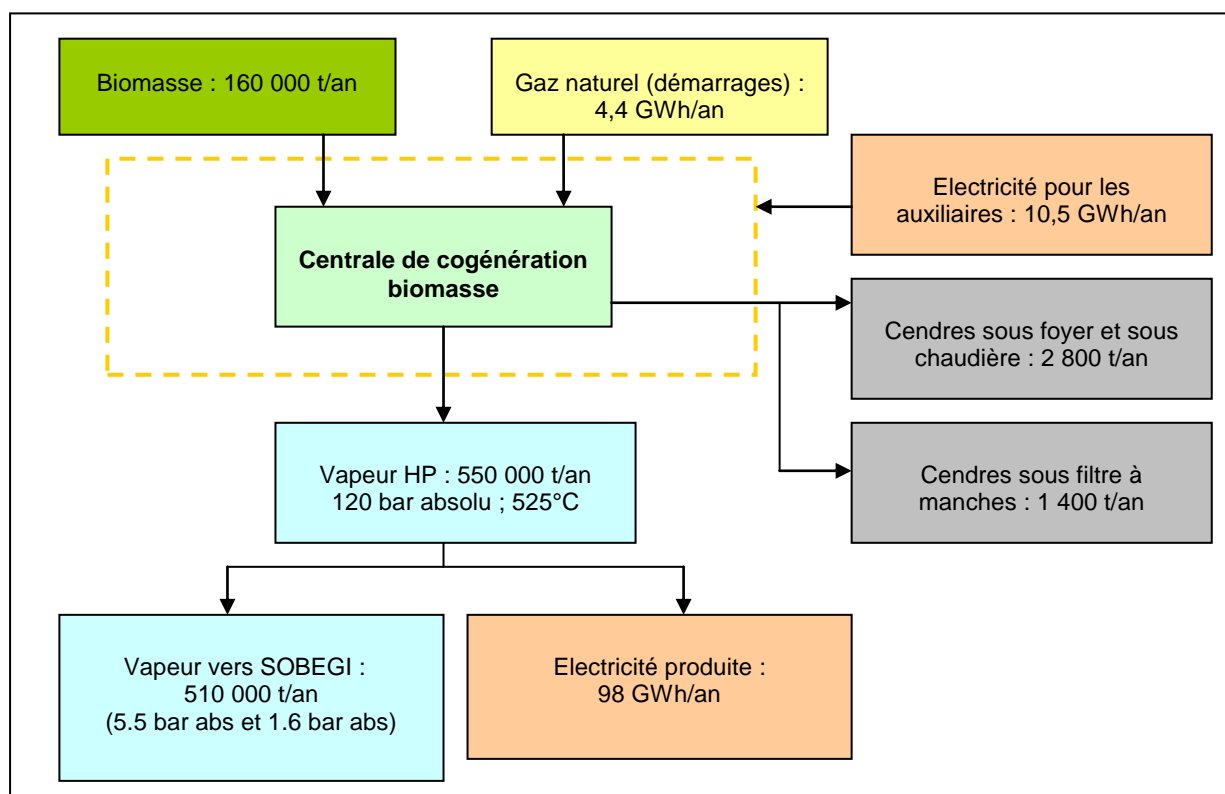 Biomasse : 160 000 t/an
Gaz naturel (démarrages) :
4,4 GWh/an
Electricité pour les
auxiliaires : 10,5 GWh/an
Centrale de cogénération
biomasse
Cendres sous foyer et sous
chaudière : 2 800 t/an
Cendres sous filtre à
manches : 1 400 t/an
Vapeur HP : 550 000 t/an
120 bar absolu ; 525°C
Vapeur vers SOBEGI :
510 000 t/an
(5.5 bar abs et 1.6 bar abs)
Electricité produite :
98 GWh/an